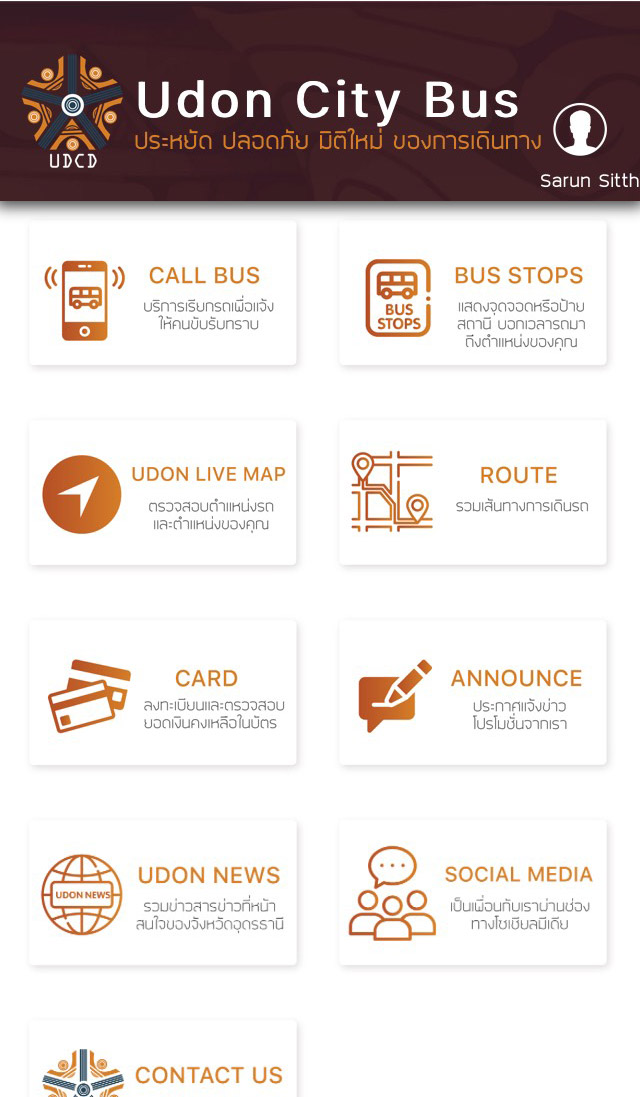 Udon City Bus
ประหยัด ปลอดภัย มิติใหม่ ของการเดินทาง
UDCD
Sarun Sitth
CALL BUS
บริการเรียกรถเพื่อแจ้ง
ให้คนขับรับทราบ
BUS
STOPS
BUS STOPS
แสดงจุดจอดหรือป้าย
สถานี บอกเวลารถมา
ถึงตำแหน่งของคุณ
UDON LIVE MAP
ตรวจสอบตำแหน่งรถ
และตำแหน่งของคุณ
ROUTE
รวมเส้นทางการเดินรถ
CARD
ลงทะเบียนและตรวจสอบ
ยอดเงินคงเหลือในบัตร
ANNOUNCE
ประกาศแจ้งข่าว
โปรโมชั่นจากเรา
UDON NEWS
UDON NEWS
รวมข่าวสารข่าวที่หน้า
สนใจของจังหวัดอุดรธานี
SOCIAL MEDIA
เป็นเพื่อนกับเราผ่านช่อง
ทางโซเชียลมีเดีย
CONTACT US